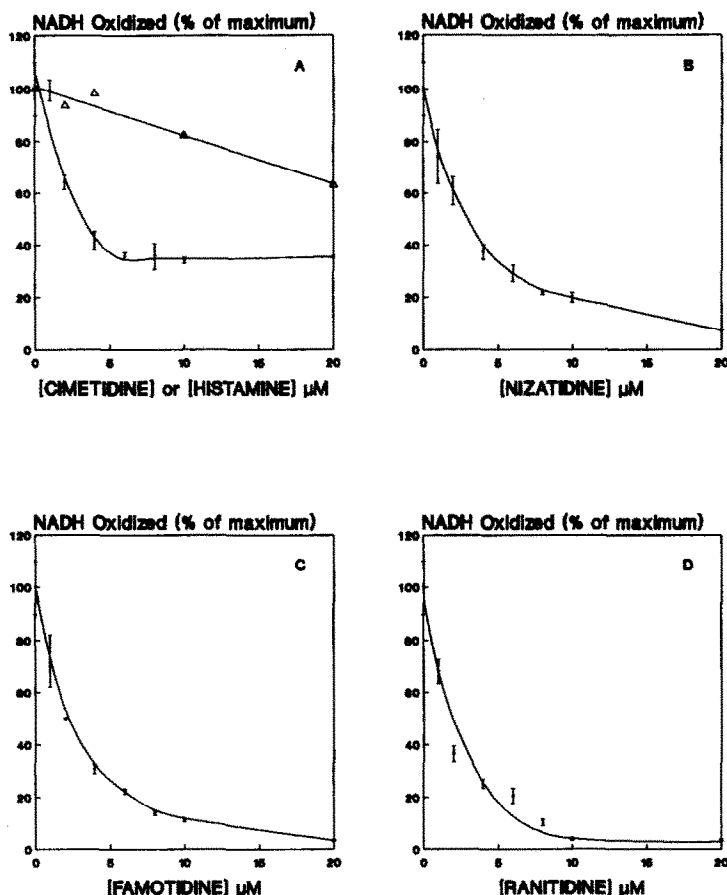 NADH Oxidized (% of maximum)
120
A
100
80
60
40
20
0
0 5 10 15 20
[CIMETIDINE] or [HISTAMINE] μM
NADH Oxidized (% of maximum)
120
B
100
80
60
40
20
0
0 5 10 15 20
[NIZATIDINE] μM
NADH Oxidized (% of maximum)
120
C
100
80
60
40
20
0
0 5 10 15 20
[FAMOTIDINE] μM
NADH Oxidized (% of maximum)
120
D
100
80
60
40
20
0
0 5 10 15 20
[RANITIDINE] μM